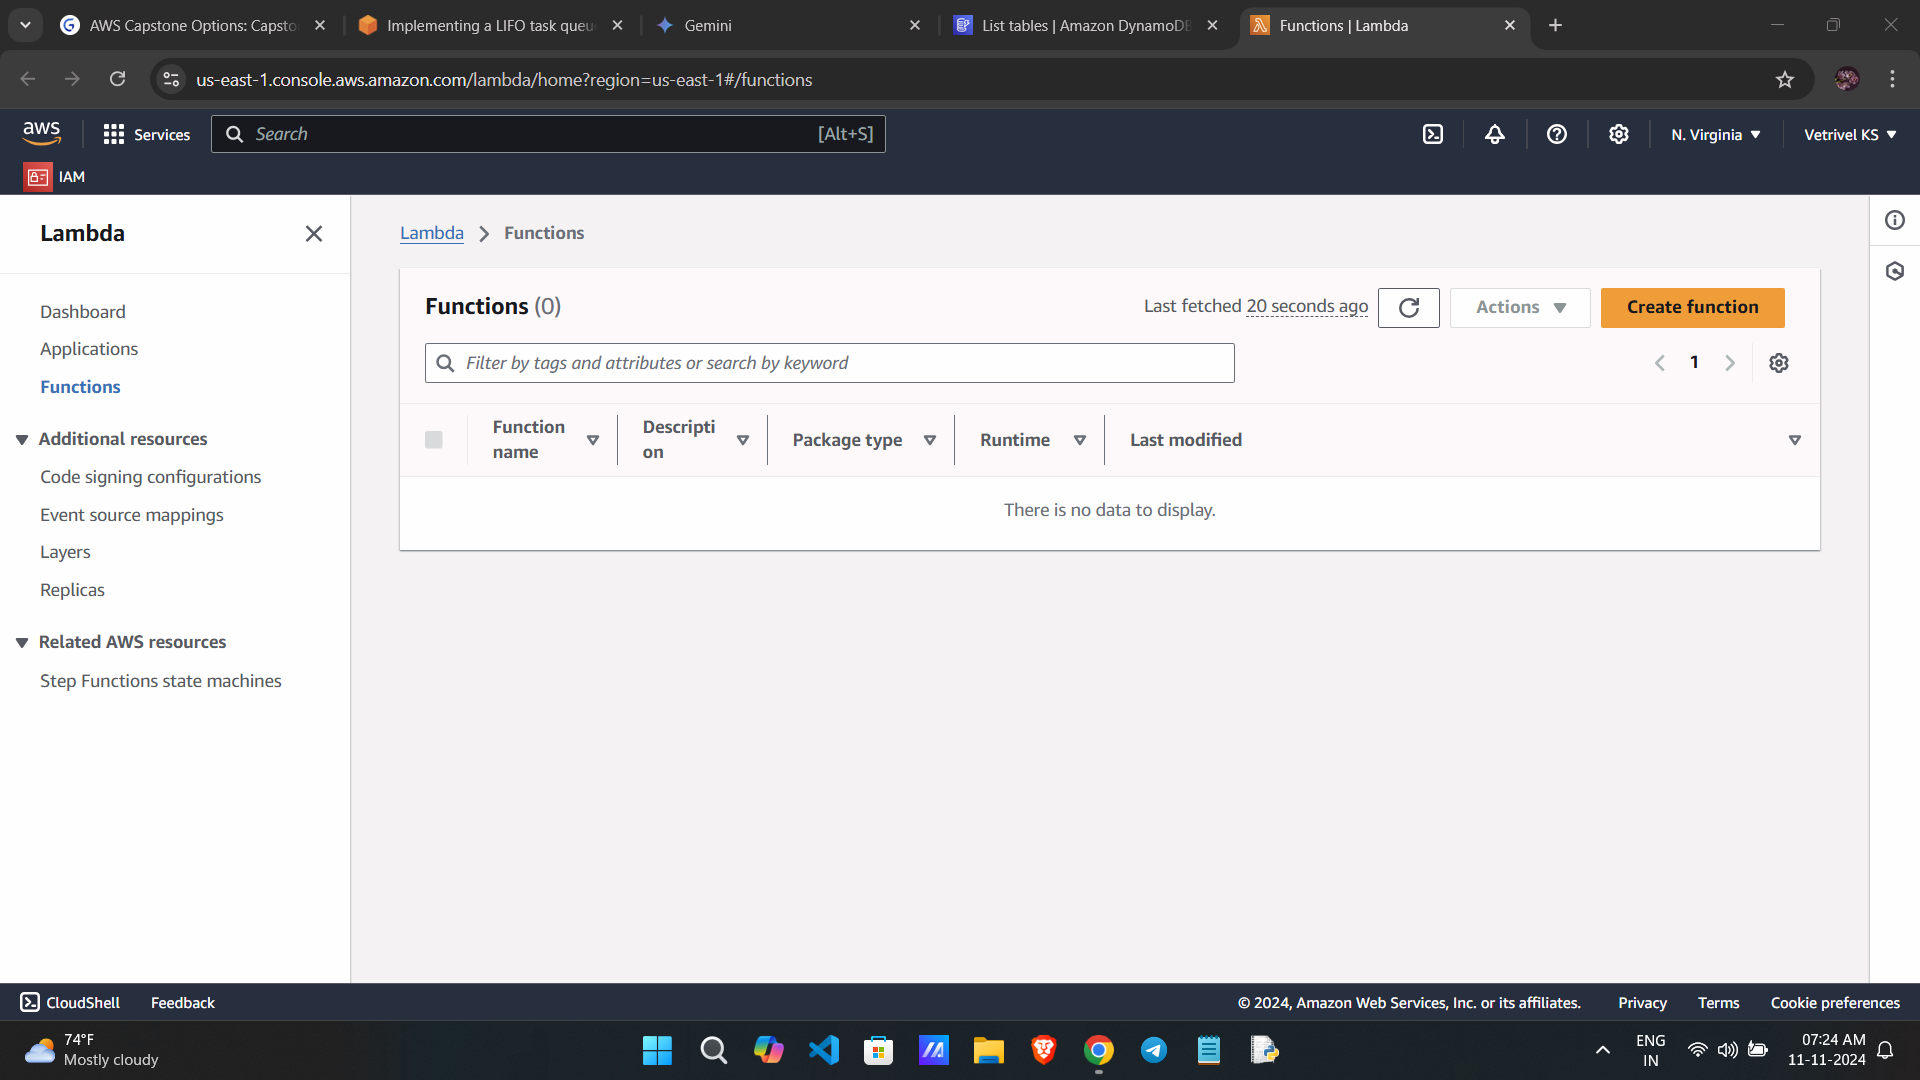 AWS Capstone Options: Capsto
Implementing a LIFO task queu
Gemini
List tables | Amazon DynamoDB
Functions | Lambda
us-east-1.console.aws.amazon.com/lambda/home?region=us-east-1#/functions
aws
Services
Search
[Alt+S]
N. Virginia
Vetrivel KS
IAM
Lambda
Dashboard
Applications
Functions
Additional resources
Code signing configurations
Event source mappings
Layers
Replicas
Related AWS resources
Step Functions state machines
Lambda
Functions
Functions (0)
Last fetched 20 seconds ago
Actions
Create function
Filter by tags and attributes or search by keyword
1
Function
name
Descripti
on
Package type
Runtime
Last modified
There is no data to display.
CloudShell
Feedback
© 2024, Amazon Web Services, Inc. or its affiliates.
Privacy
Terms
Cookie preferences
74°F
Mostly cloudy
ENG
IN
07:24 AM
11-11-2024